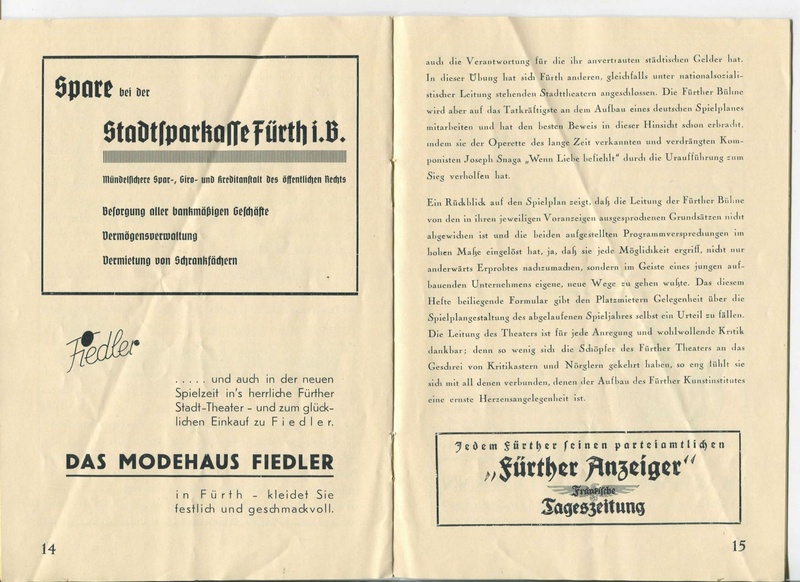 Spare bei der
Stadtsparkasse Fürth i. B.
Mündelsichere Spar-, Giro- und Kreditanstalt des öffentlichen Rechts
Besorgung aller bankmäßigen Geschäfte
Vermögensverwaltung
Vermietung von Schrankfächern
Fiedler
..... und auch in der neuen
Spielzeit in's herrliche Fürther
Stadt-Theater - und zum glück-
lichen Einkauf zu Fiedler.
DAS MODEHAUS FIEDLER
in Fürth - kleidet Sie
festlich und geschmackvoll.
14
auch die Verantwortung für die ihr anvertrauten städtischen Gelder hat.
In dieser Übung hat sich Fürth anderen, gleichfalls unter nationalsoziali-
stischer Leitung stehenden Stadttheatern angeschlossen. Die Fürther Bühne
wird aber auf das Tatkräftigste an dem Aufbau eines deutschen Spielplanes
mitarbeiten und hat den besten Beweis in dieser Hinsicht schon erbracht,
indem sie der Operette des lange Zeit verkannten und verdrängten Kom-
ponisten Joseph Snaga „Wenn Liebe befiehlt" durch die Uraufführung zum
Sieg verholfen hat.
Ein Rückblick auf den Spielplan zeigt, daß die Leitung der Fürther Bühne
von den in ihren jeweiligen Voranzeigen ausgesprochenen Grundsätzen nicht
abgewichen ist und die beiden aufgestellten Programmversprechungen im
hohen Maße eingelöst hat, ja, daß sie jede Möglichkeit ergriff, nicht nur
anderwärts Erprobtes nachzumachen, sondern im Geiste eines jungen auf-
bauenden Unternehmens eigene, neue Wege zu gehen wußte. Das diesem
Hefte beiliegende Formular gibt den Platzmietern Gelegenheit über die
Spielplangestaltung des abgelaufenen Spieljahres selbst ein Urteil zu fällen.
Die Leitung des Theaters ist für jede Anregung und wohlwollende Kritik
dankbar; denn so wenig sich die Schöpfer des Fürther Theaters an das
Geschrei von Kritikastern und Nörglern gekehrt haben, so eng fühlt sie
sich mit all denen verbunden, denen der Aufbau des Fürther Kunstinstitutes
eine ernste Herzensangelegenheit ist.
Jedem Fürther seinen parteiamtlichen
„Fürther Anzeiger"
Fränkische
Tageszeitung
15